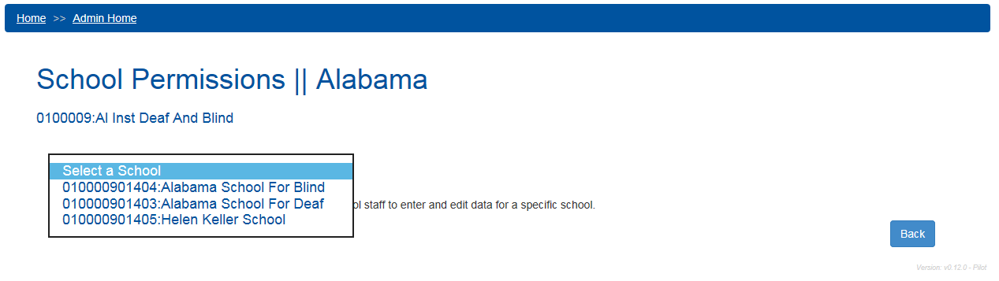 Home >> Admin Home
School Permissions || Alabama
0100009:Al Inst Deaf And Blind
Select a School
010000901404:Alabama School For Blind
010000901403:Alabama School For Deaf
staff to enter and edit data for a specific school.
010000901405:Helen Keller School
Back
Version: v0.12.0 - Pilot